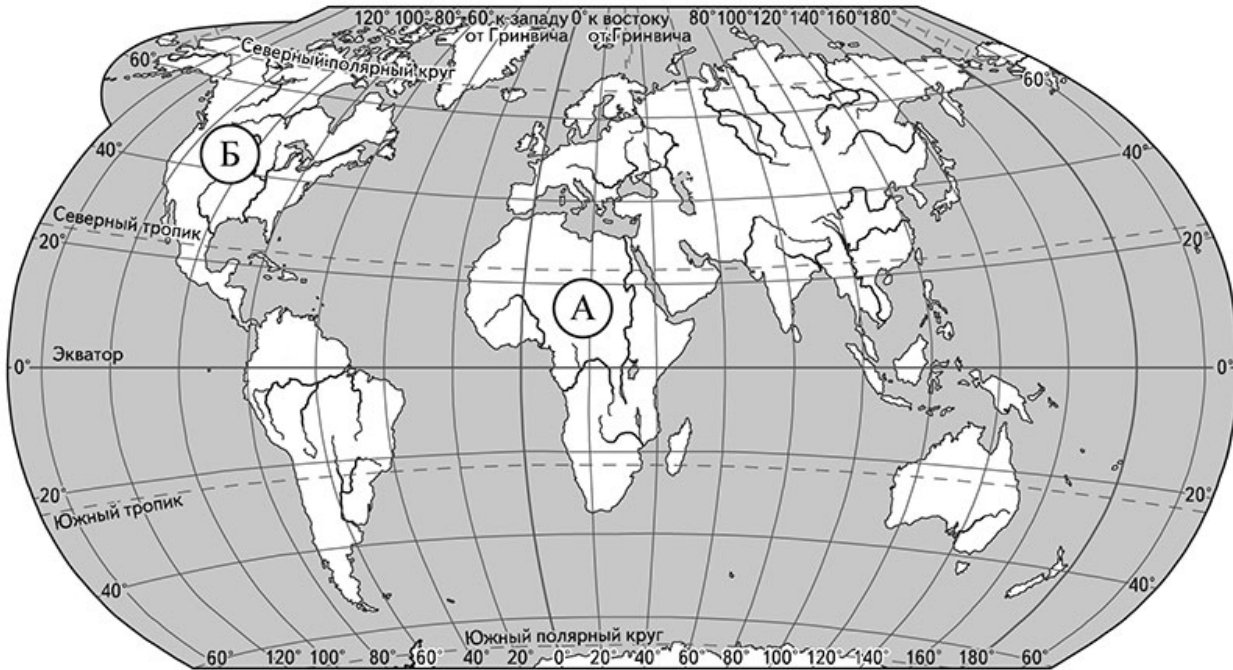 120° 100° 80° 60° к западу 0° к востоку 80° 100° 120° 140° 160° 180°
от Гринвича от Гринвича
Северный полярный круг
60° 60°
Б
40° 40°
Северный тропик
20° 20°
А
Экватор
0° 0°
20° 20°
Южный тропик
40° 40°
Южный полярный круг
60° 120° 100° 80° 60° 40° 20° 0° 20° 40° 60° 80° 100° 120° 140° 160° 180° 60°